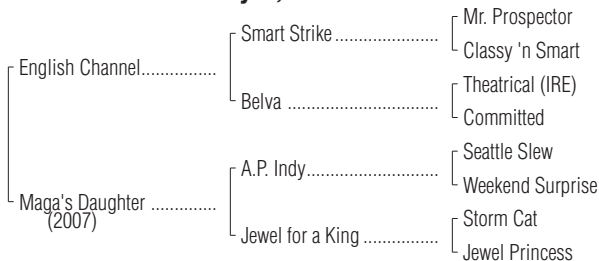 Mr. Prospector
Smart Strike
Classy 'n Smart
English Channel
Theatrical (IRE)
Belva
Committed
Seattle Slew
A.P. Indy
Weekend Surprise
Maga's Daughter
(2007)
Storm Cat
Jewel for a King
Jewel Princess